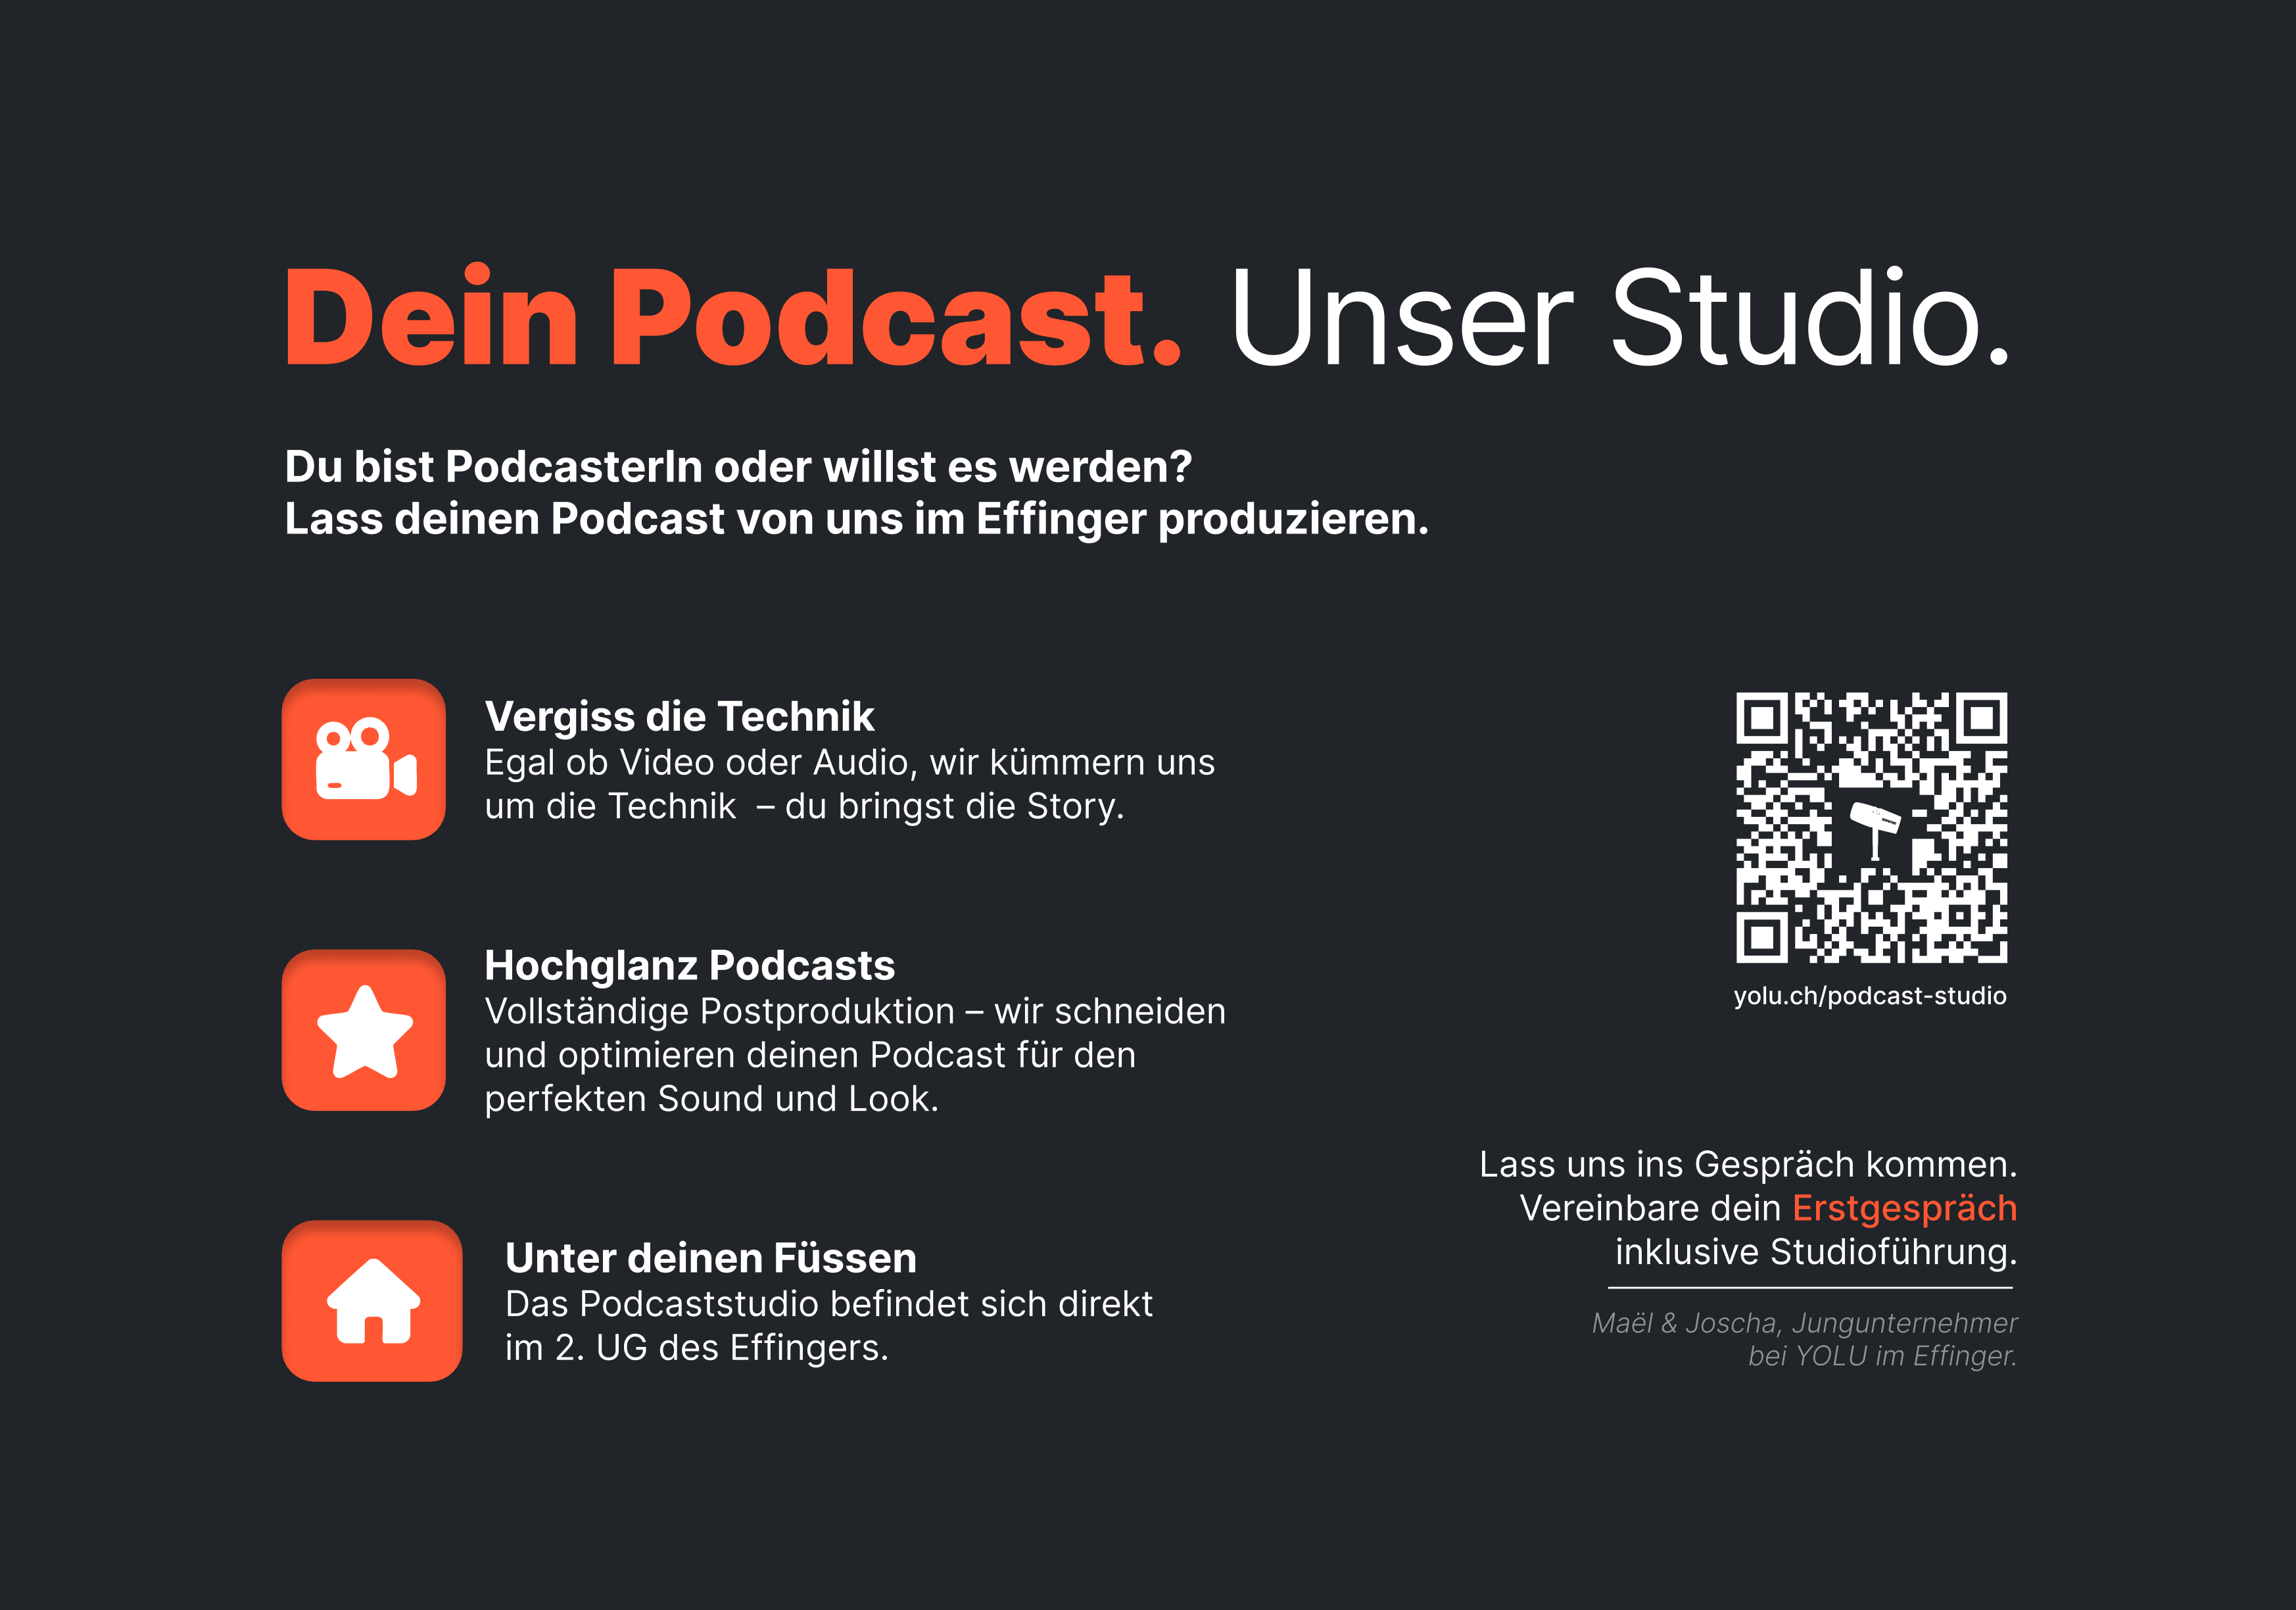 Dein Podcast. Unser Studio.
Du bist PodcasterIn oder willst es werden?
Lass deinen Podcast von uns im Effinger produzieren.
Vergiss die Technik
Egal ob Video oder Audio, wir kümmern uns
um die Technik  – du bringst die Story.
Hochglanz Podcasts
Vollständige Postproduktion – wir schneiden
und optimieren deinen Podcast für den
perfekten Sound und Look.
Unter deinen Füssen
Das Podcaststudio befindet sich direkt
im 2. UG des Effingers.
yolu.ch/podcast-studio
Lass uns ins Gespräch kommen.
Vereinbare dein Erstgespräch
inklusive Studioführung.
Maël & Joscha, Jungunternehmer
bei YOLU im Effinger.